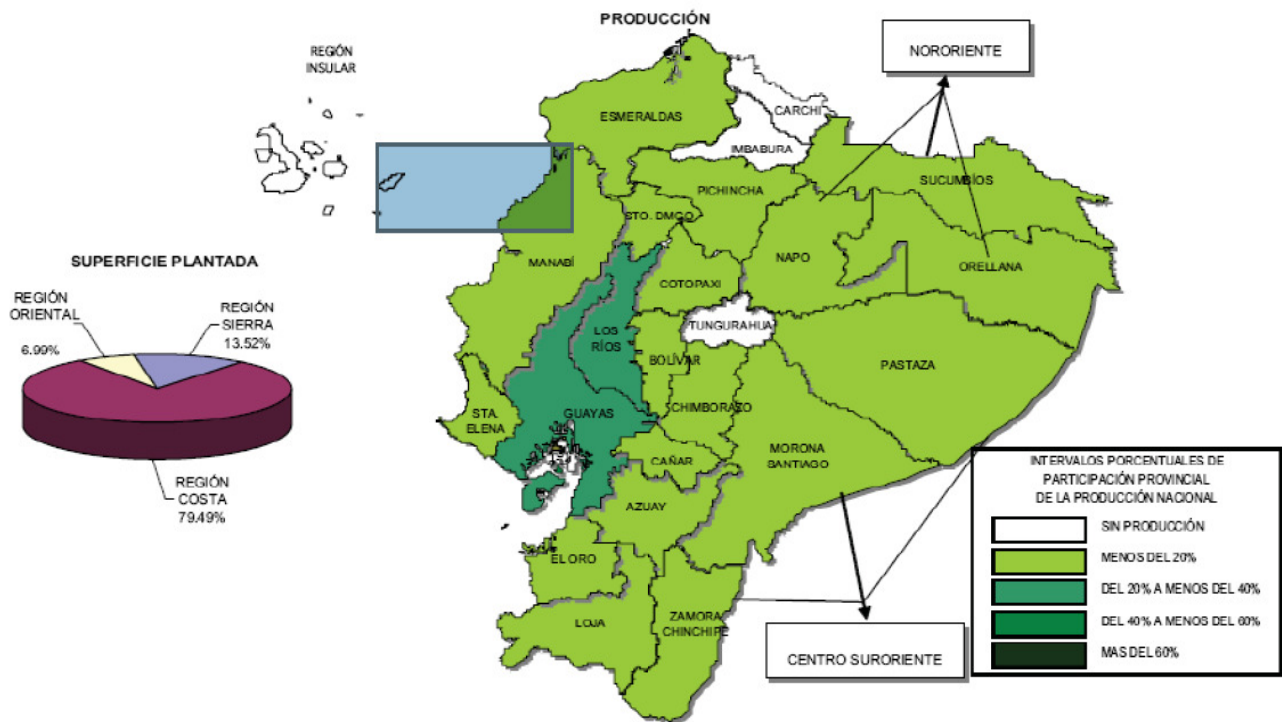 PRODUCCIÓN
REGIÓN
INSULAR
NORORIENTE
CARCHI
ESMERALDAS
IMBABURA
SUCUMBÍOS
PICHINCHA
STO. DMGO
NAPO
ORELLANA
MANABÍ
COTOPAXI
SUPERFICIE PLANTADA
REGIÓN
ORIENTAL
6.99%
REGIÓN
SIERRA
13.52%
TUNGURAHUA
LOS
RÍOS
BOLÍVAR
PASTAZA
STA.
ELENA
GUAYAS
CHIMBORAZO
MORONA
SANTIAGO
CAÑAR
REGIÓN
COSTA
79.49%
AZUAY
EL ORO
LOJA
ZAMORA
CHINCHIPE
CENTRO SURORIENTE
INTERVALOS PORCENTUALES DE
PARTICIPACIÓN PROVINCIAL
DE LA PRODUCCIÓN NACIONAL
SIN PRODUCCIÓN
MENOS DEL 20%
DEL 20% A MENOS DEL 40%
DEL 40% A MENOS DEL 60%
MAS DEL 60%